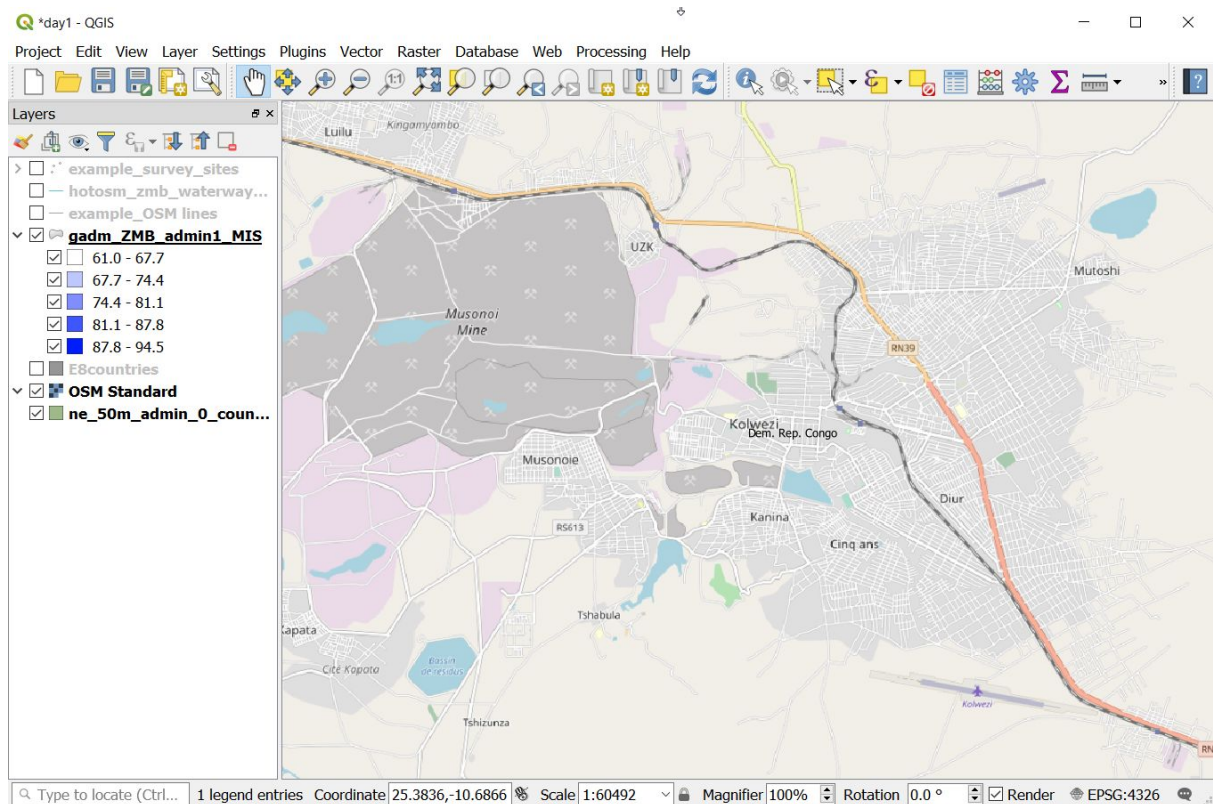 *day1 - QGIS
Project Edit View Layer Settings Plugins Vector Raster Database Web Processing Help
Layers
example_survey_sites
hotosm_zmb_waterway...
example_OSM lines
gadm_ZMB_admin1_MIS
61.0 - 67.7
67.7 - 74.4
74.4 - 81.1
81.1 - 87.8
87.8 - 94.5
E8countries
OSM Standard
ne_50m_admin_0_coun...
Luilu
Kingamyambo
UZK
Mutoshi
Musonoi
Mine
RN39
Kolwezi
Dem. Rep. Congo
Musonoie
Diur
Kanina
RS613
Cinq ans
Tshabula
Kapata
Cité Kapata
Bassin
de résidus
Kolwezi
Tshizunza
RN
Type to locate (Ctrl... 1 legend entries Coordinate 25.3836,-10.6866 Scale 1:60492 Magnifier 100% Rotation 0.0 ° Render EPSG:4326